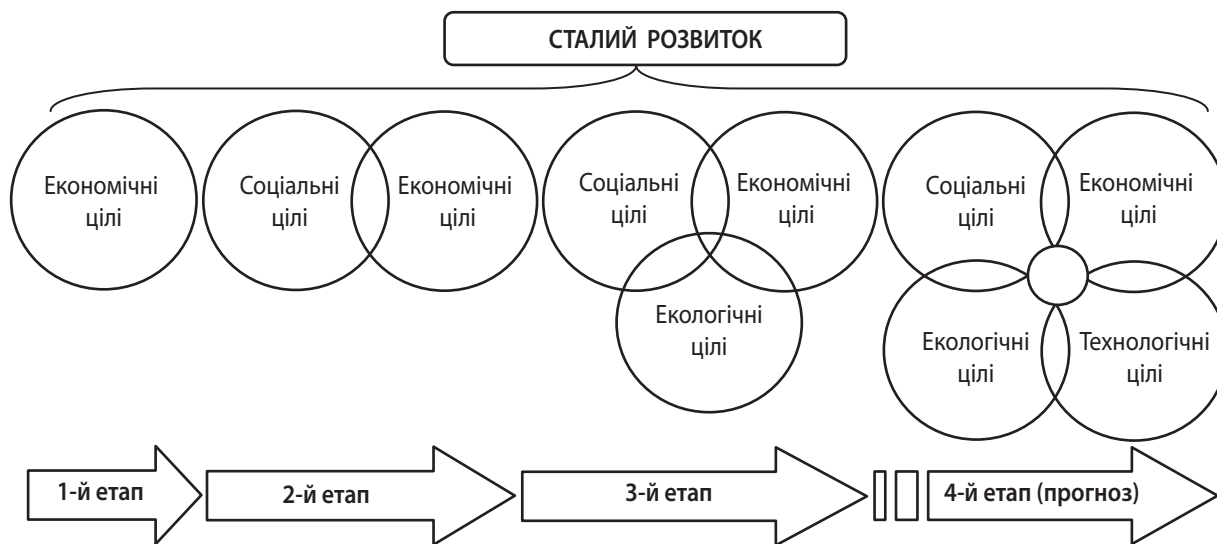 СТАЛИЙ РОЗВИТОК
Економічні
цілі
Соціальні
цілі
Економічні
цілі
Соціальні
цілі
Економічні
цілі
Екологічні
цілі
Соціальні
цілі
Економічні
цілі
Екологічні
цілі
Технологічні
цілі
1-й етап
2-й етап
3-й етап
4-й етап (прогноз)